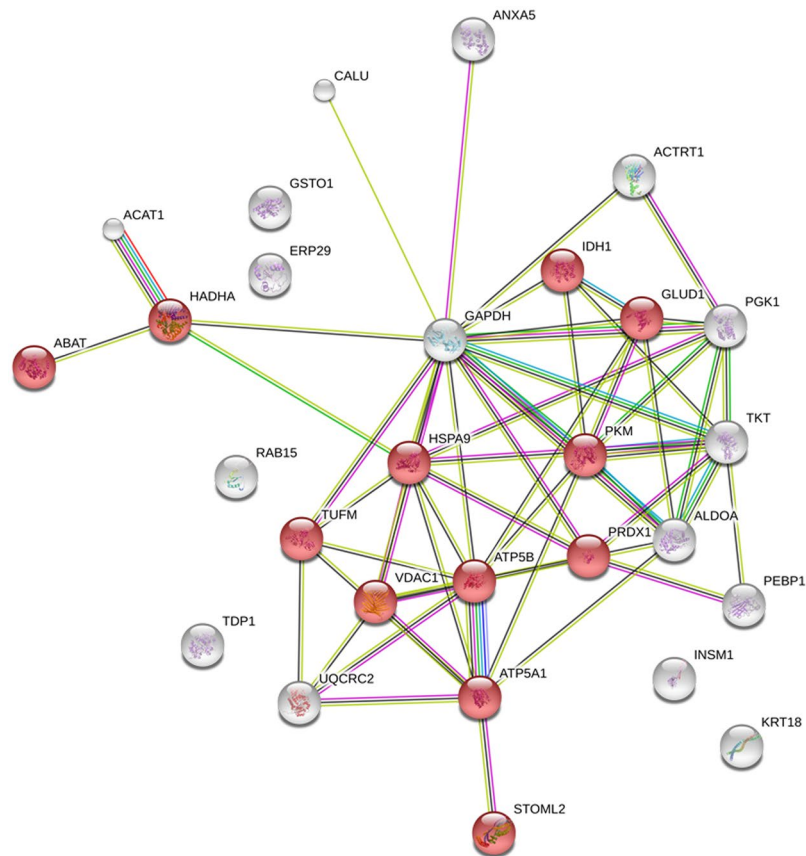 ANXA5
CALU
ACTRT1
GSTO1
ACAT1
IDH1
ERP29
HADHA
GLUD1
PGK1
GAPDH
ABAT
TKT
HSPA9
PKM
RAB15
TUFM
ALDOA
PRDX1
ATP5B
VDAC1
PEBP1
TDP1
INSM1
UQCRC2
ATP5A1
KRT18
STOML2